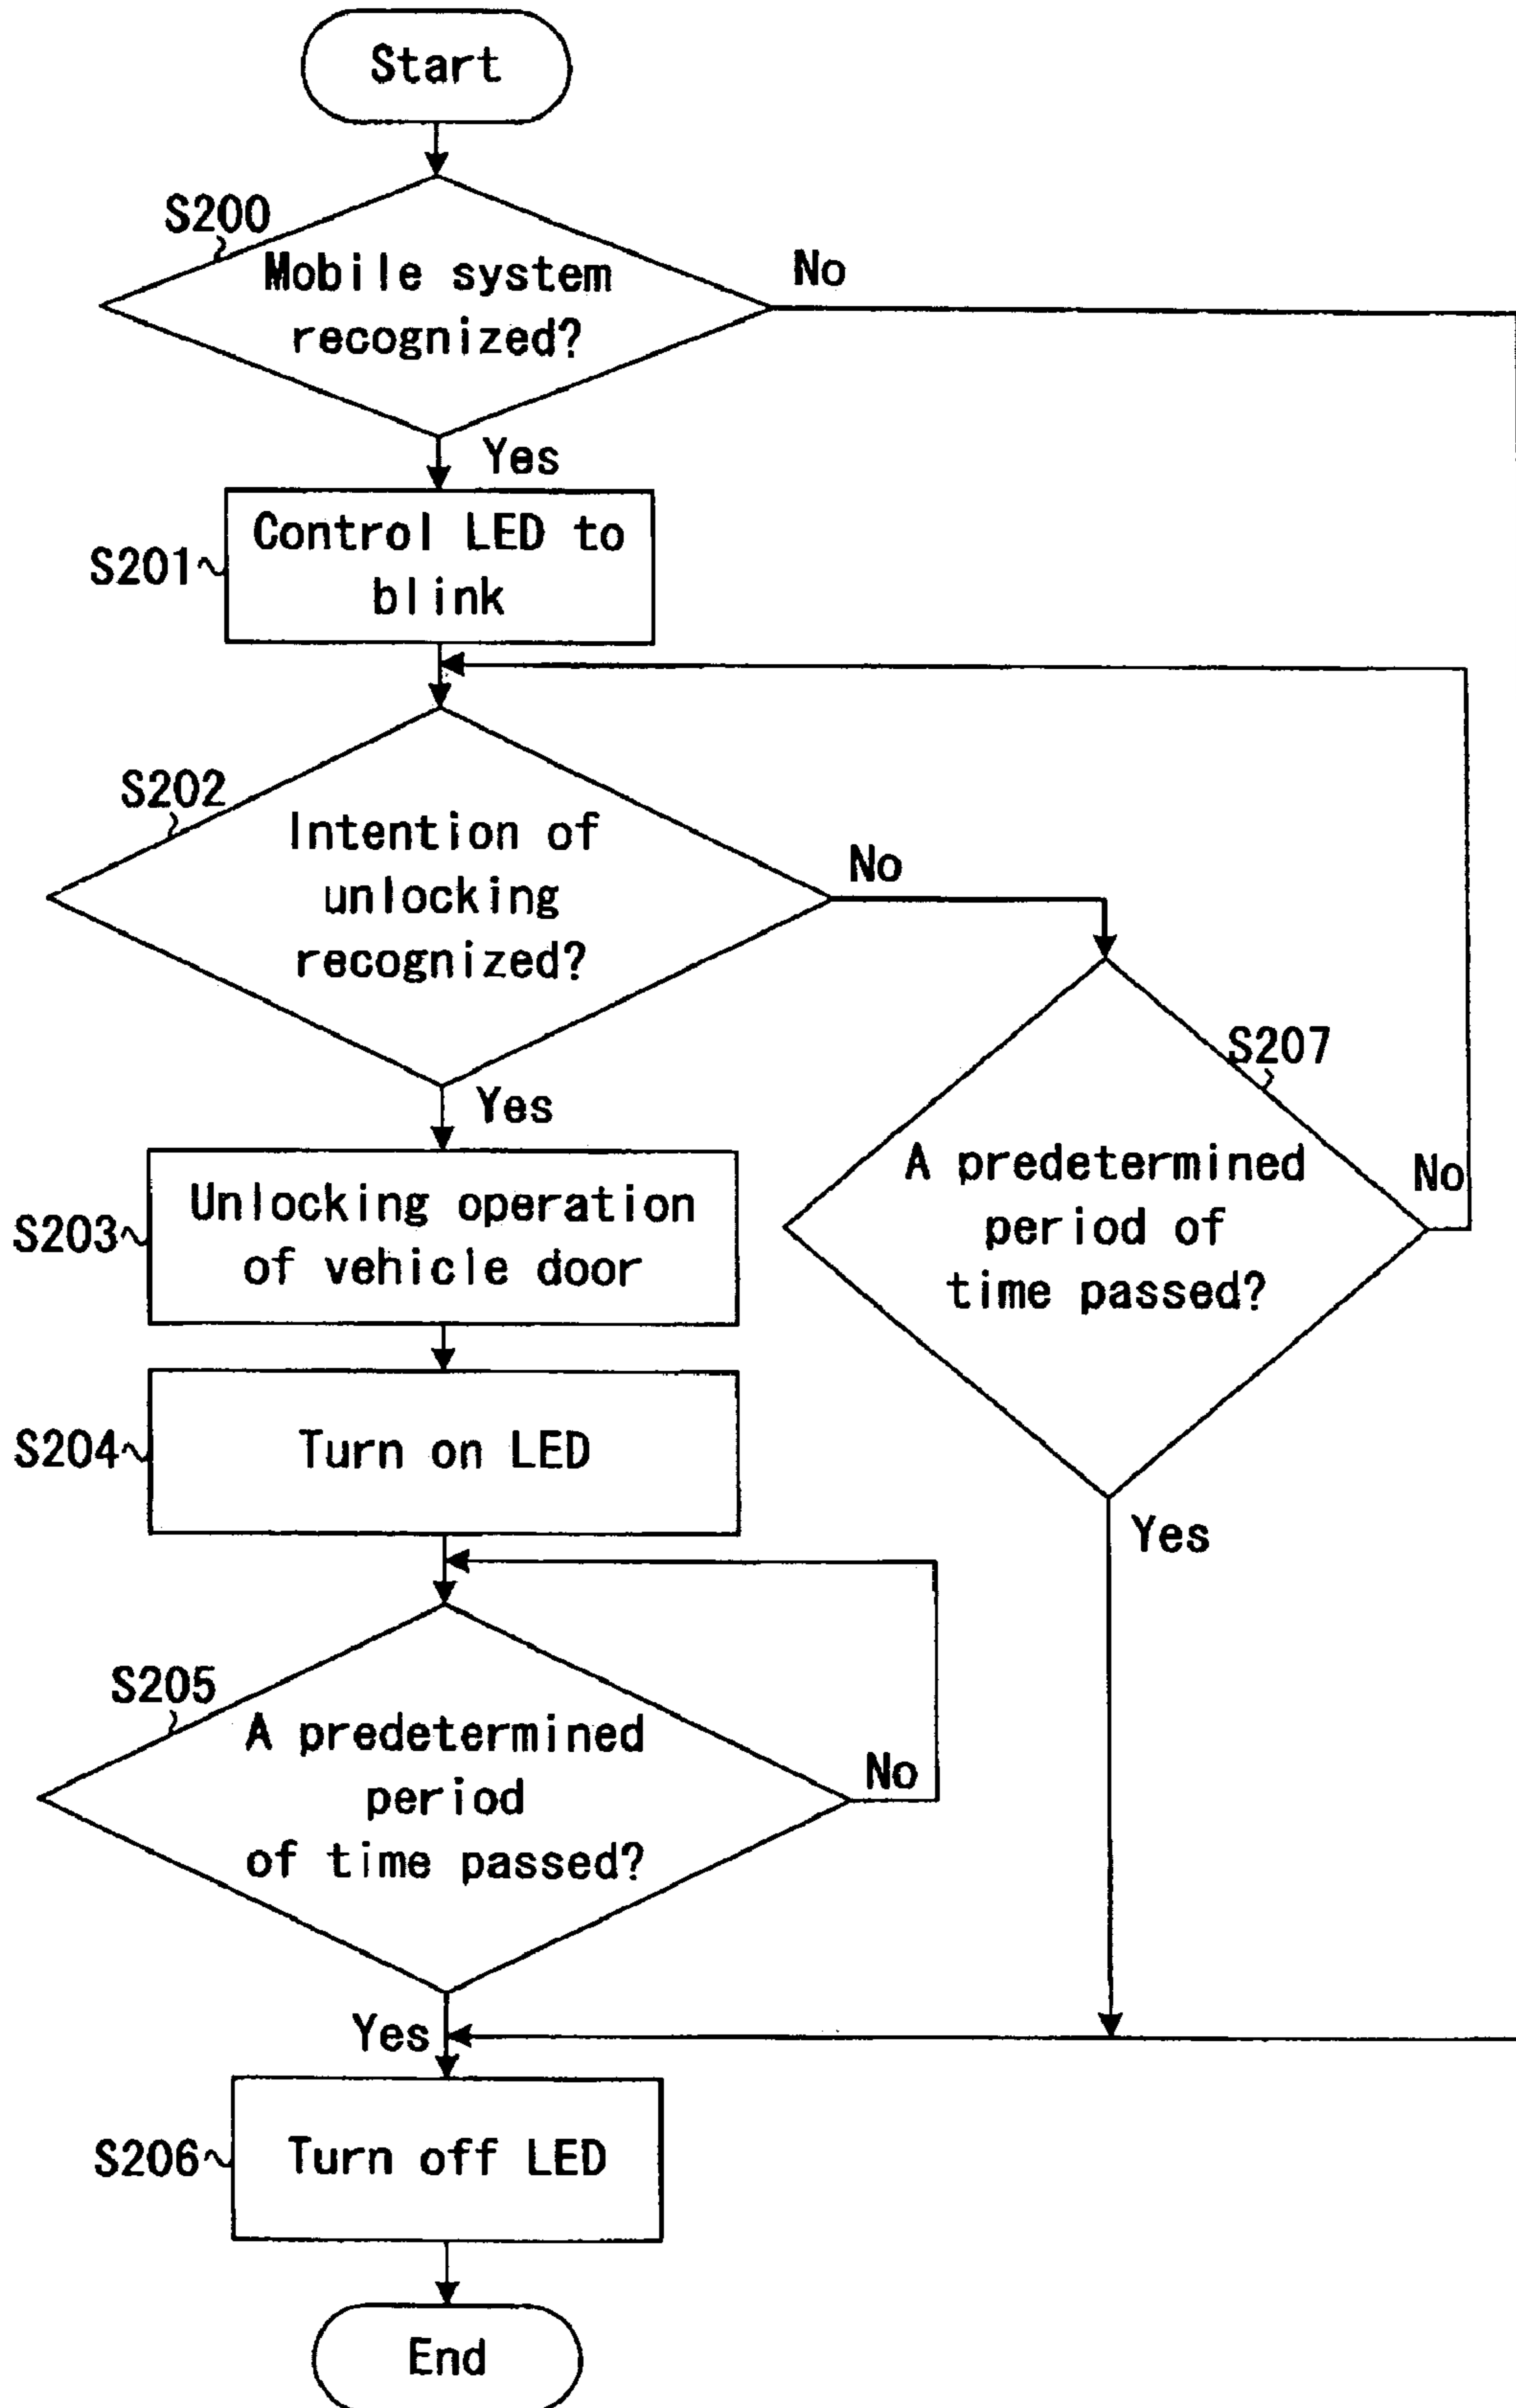 Start
S200
Mobile system
recognized?
No
Yes
S201
Control LED to
blink
S202
Intention of
unlocking
recognized?
No
Yes
S207
A predetermined
period of
time passed?
No
Yes
S203
Unlocking operation
of vehicle door
S204
Turn on LED
S205
A predetermined
period
of time passed?
No
Yes
S206
Turn off LED
End